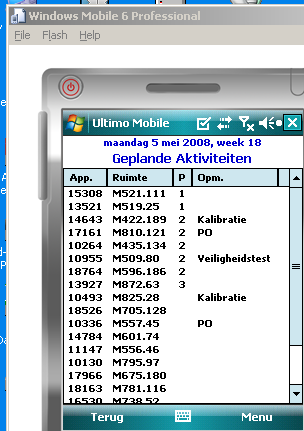 Windows Mobile 6 Professional
File Flash Help
Ultimo Mobile
maandag 5 mei 2008, week 18
Geplande Aktiviteiten
App. Ruimte P Opm.
15308 M521.111 1
13521 M519.25 1
14643 M422.189 2 Kalibratie
17161 M810.121 2 PO
10264 M435.134 2
10955 M509.80 2 Veiligheidstest
18764 M596.186 2
13927 M872.63 3
10493 M825.28 Kalibratie
18526 M705.128
10336 M557.45 PO
14784 M601.74
11147 M556.46
10130 M795.97
17966 M675.180
18163 M781.116
16530 M738.52
Terug Menu